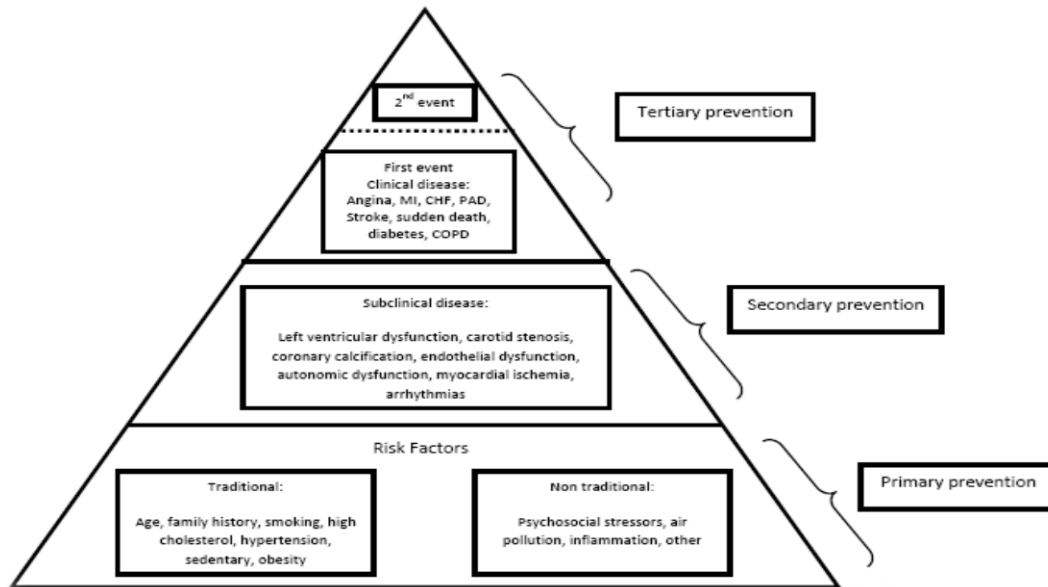 2nd event
Tertiary prevention
First event
Clinical disease:
Angina, MI, CHF, PAD,
Stroke, sudden death,
diabetes, COPD
Subclinical disease:
Left ventricular dysfunction, carotid stenosis,
coronary calcification, endothelial dysfunction,
autonomic dysfunction, myocardial ischemia,
arrhythmias
Secondary prevention
Risk Factors
Traditional:
Age, family history, smoking, high
cholesterol, hypertension,
sedentary, obesity
Non traditional:
Psychosocial stressors, air
pollution, inflammation, other
Primary prevention